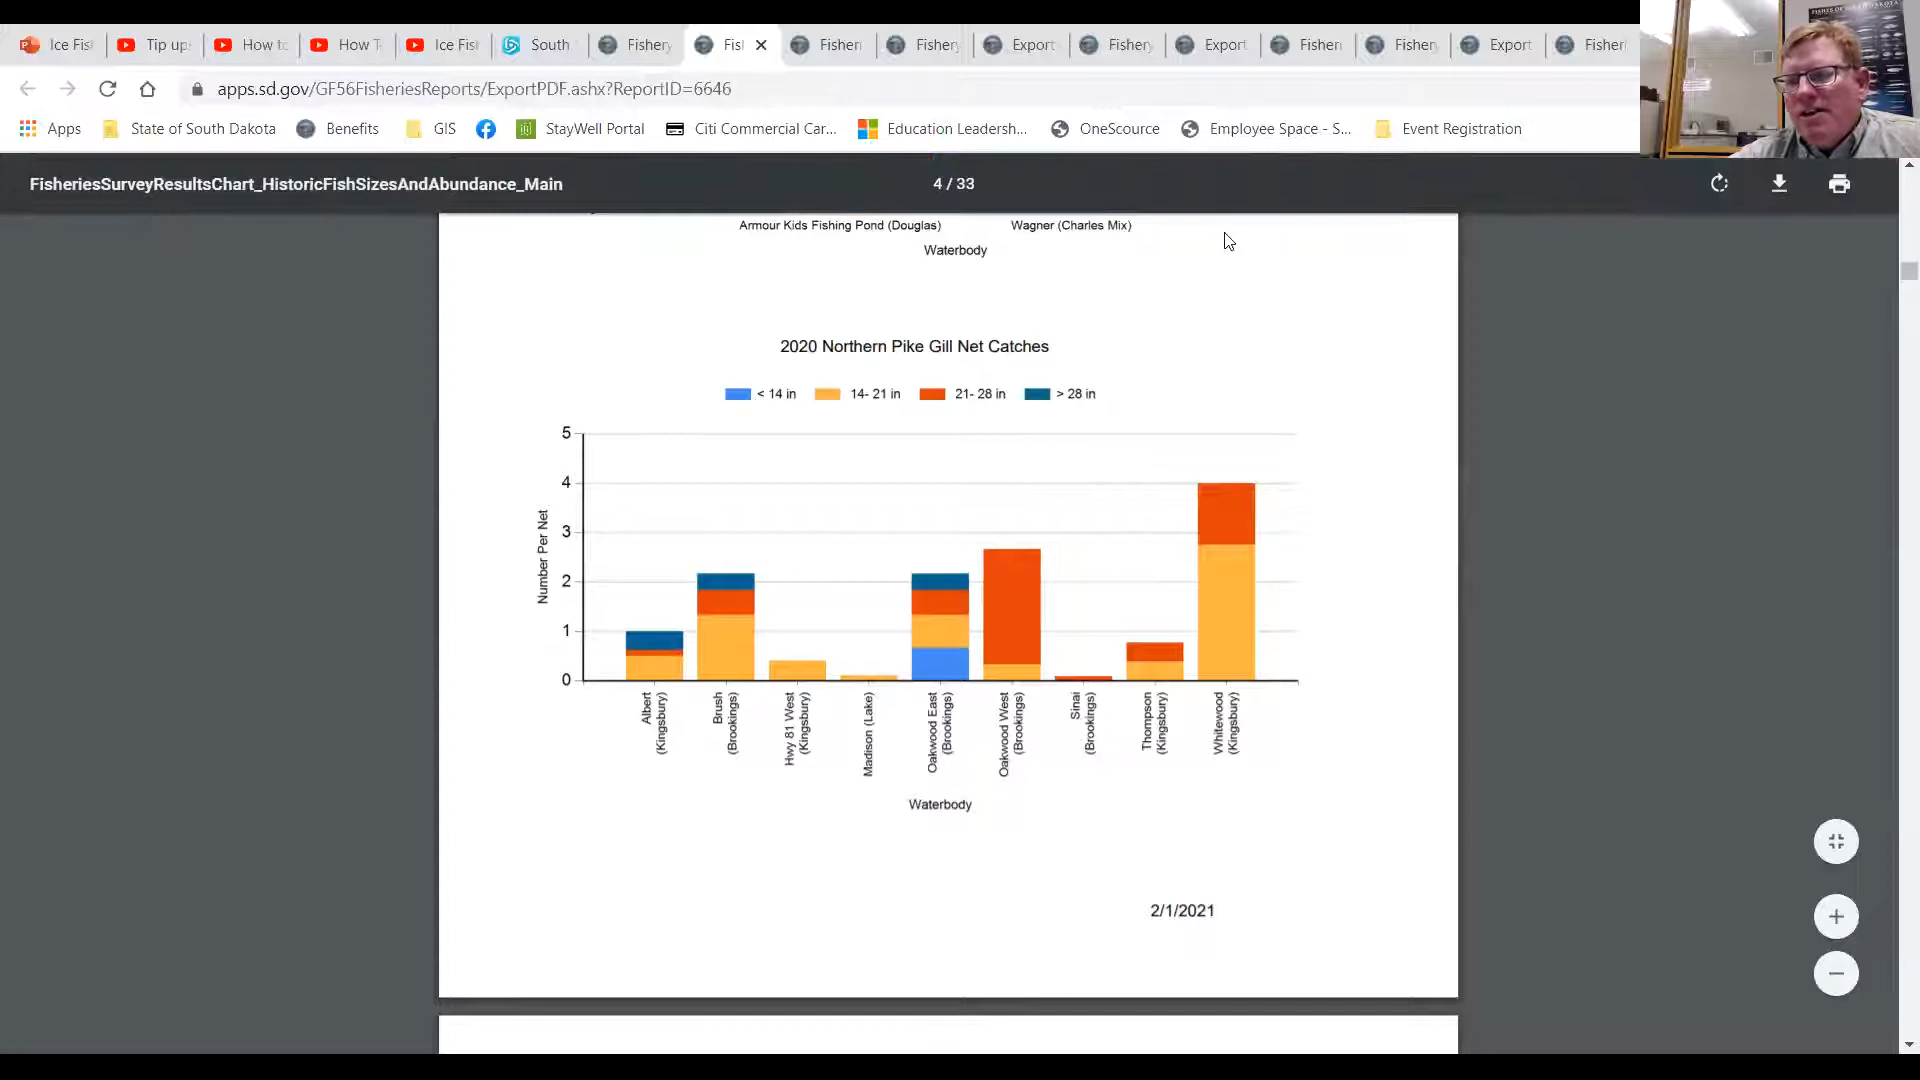 Ice Fis Tip up How to How T Ice Fis South Fishery Fis Fisheri Fishery Export Fishery Export Fisheri Fishery Export Fisheri
apps.sd.gov/GF56FisheriesReports/ExportPDF.ashx?ReportID=6646
Apps State of South Dakota Benefits GIS StayWell Portal Citi Commercial Car... Education Leadersh... OneScource Employee Space - S... Event Registration
FisheriesSurveyResultsChart_HistoricFishSizesAndAbundance_Main 4 / 33
Armour Kids Fishing Pond (Douglas) Wagner (Charles Mix)
Waterbody
2020 Northern Pike Gill Net Catches
< 14 in 14- 21 in 21- 28 in > 28 in
5
4
3
2
1
0
Number Per Net
Albert
(Kingsbury)
Brush
(Brookings)
Hwy 81 West
(Kingsbury)
Madison (Lake)
Oakwood East
(Brookings)
Oakwood West
(Brookings)
Sinai
(Brookings)
Thompson
(Kingsbury)
Whitewood
(Kingsbury)
Waterbody
2/1/2021